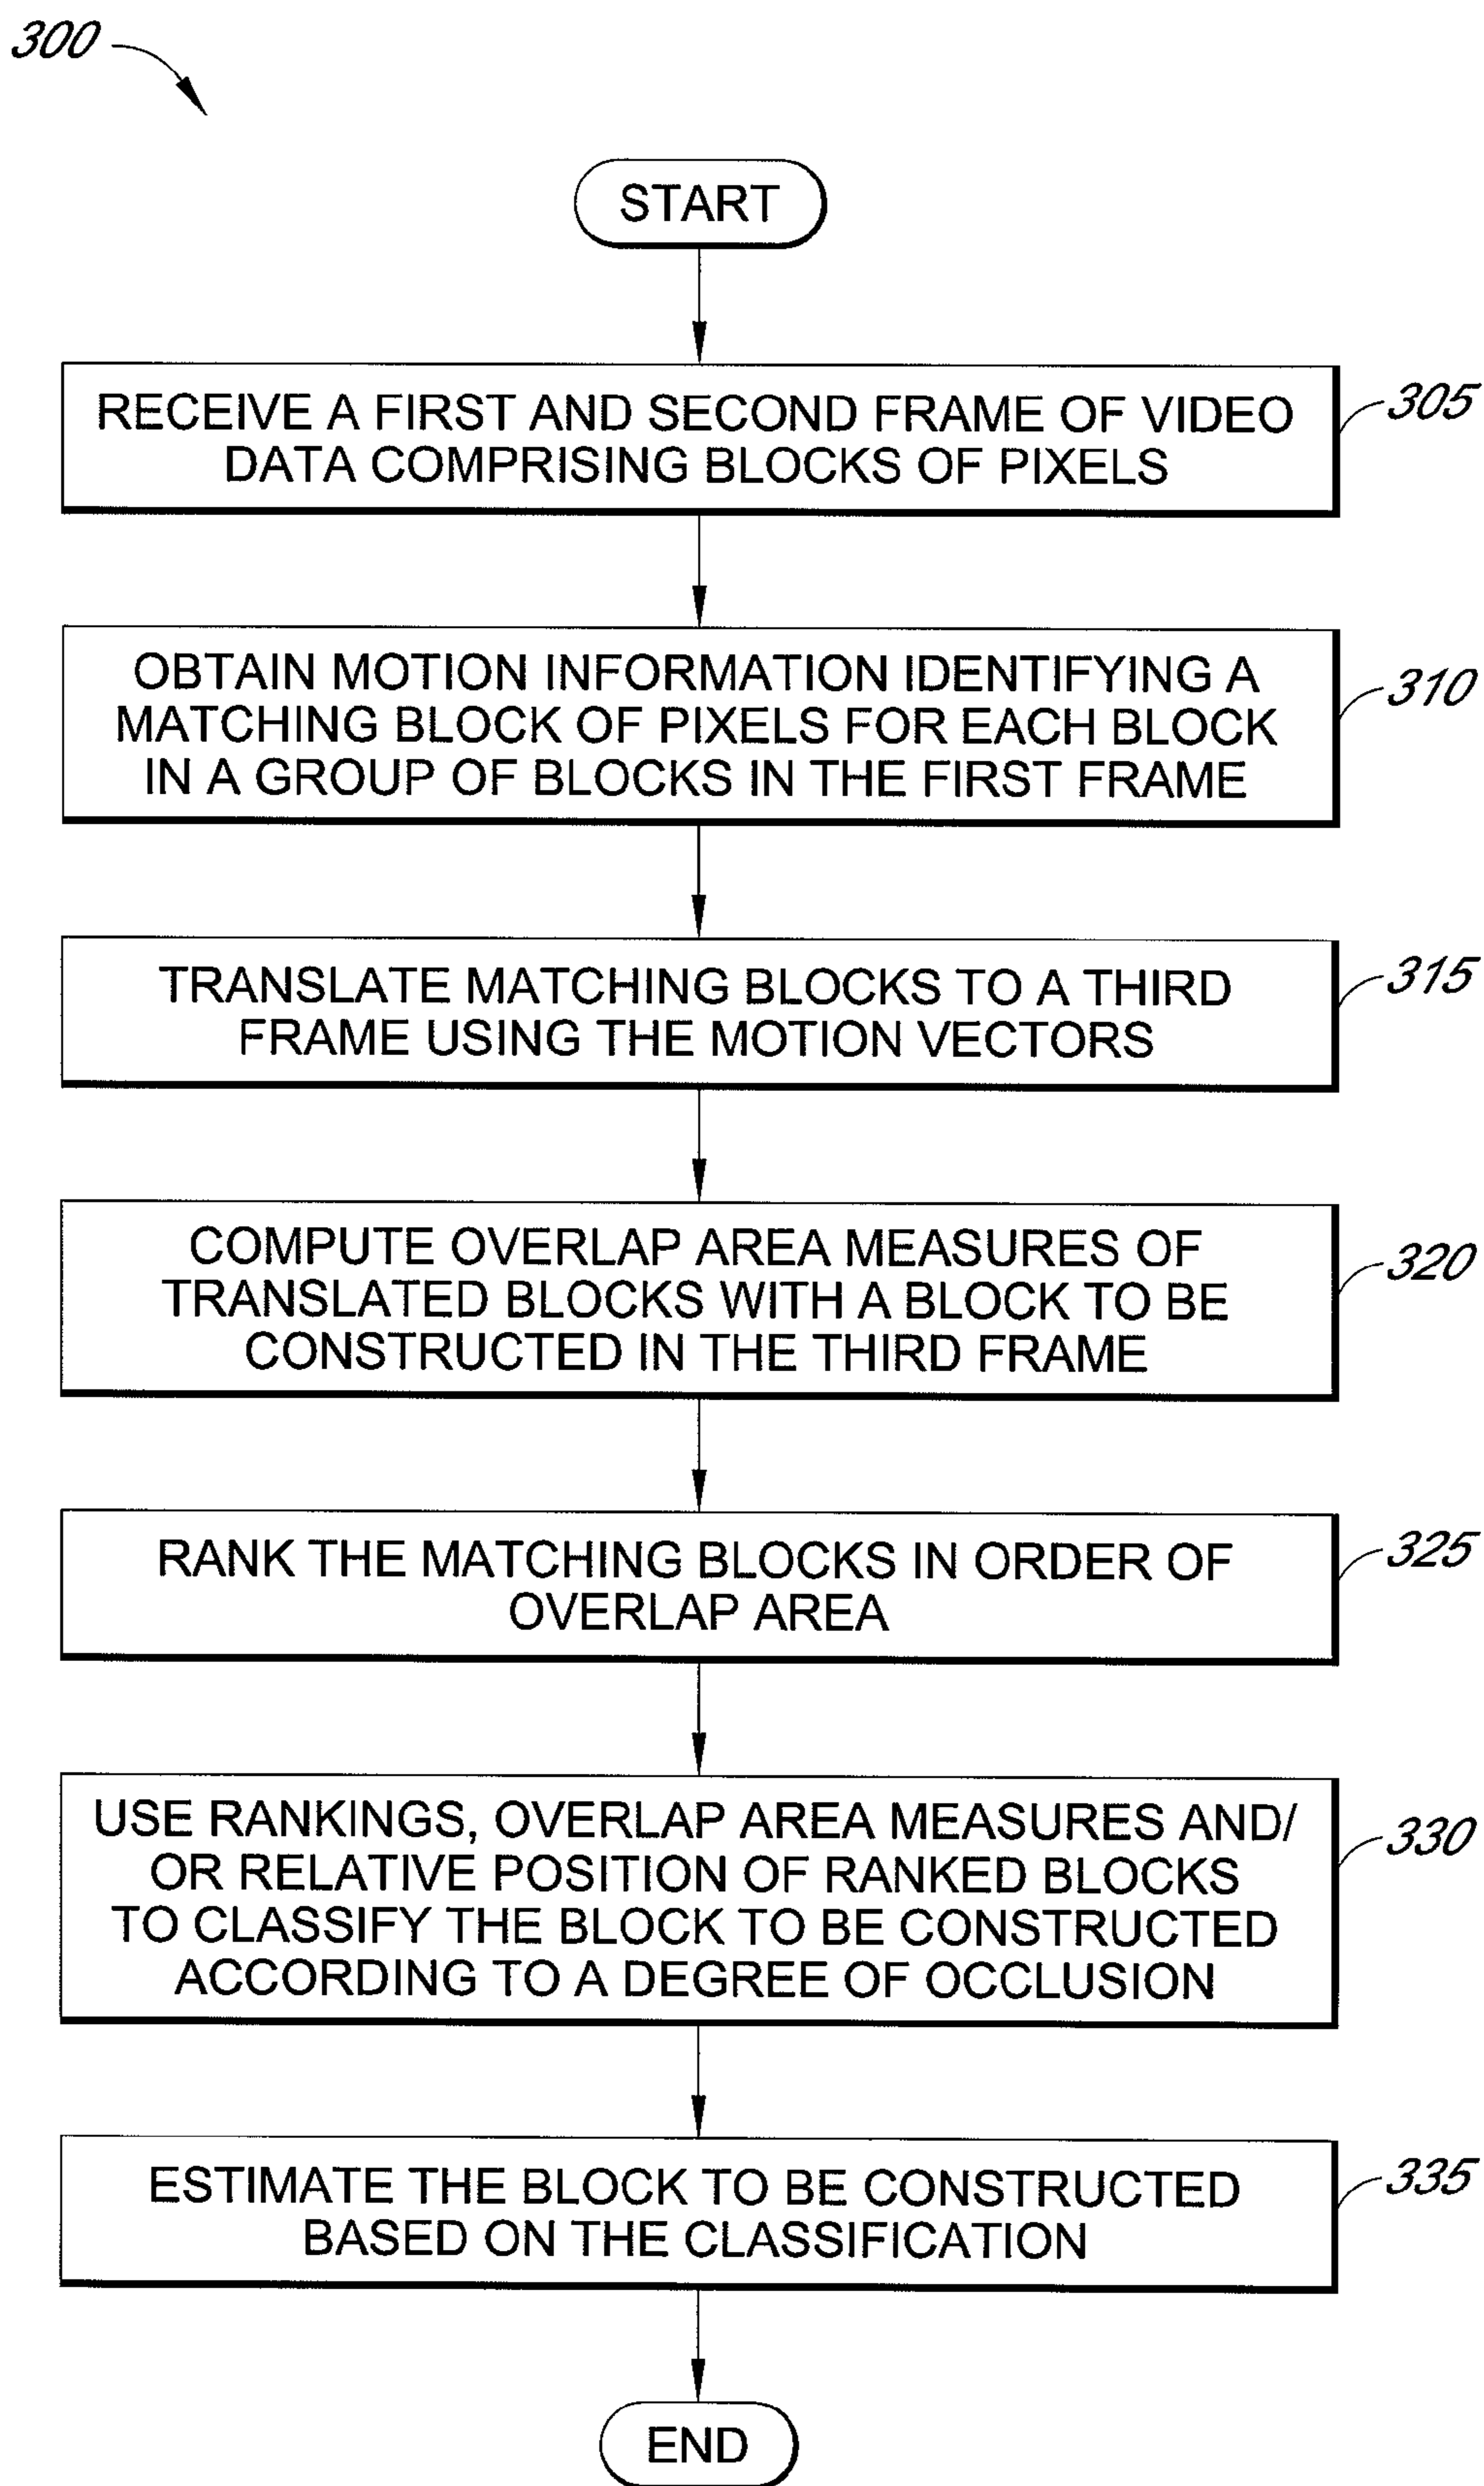 300
START
RECEIVE A FIRST AND SECOND FRAME OF VIDEO
DATA COMPRISING BLOCKS OF PIXELS
305
OBTAIN MOTION INFORMATION IDENTIFYING A
MATCHING BLOCK OF PIXELS FOR EACH BLOCK
IN A GROUP OF BLOCKS IN THE FIRST FRAME
310
TRANSLATE MATCHING BLOCKS TO A THIRD
FRAME USING THE MOTION VECTORS
315
COMPUTE OVERLAP AREA MEASURES OF
TRANSLATED BLOCKS WITH A BLOCK TO BE
CONSTRUCTED IN THE THIRD FRAME
320
RANK THE MATCHING BLOCKS IN ORDER OF
OVERLAP AREA
325
USE RANKINGS, OVERLAP AREA MEASURES AND/
OR RELATIVE POSITION OF RANKED BLOCKS
TO CLASSIFY THE BLOCK TO BE CONSTRUCTED
ACCORDING TO A DEGREE OF OCCLUSION
330
ESTIMATE THE BLOCK TO BE CONSTRUCTED
BASED ON THE CLASSIFICATION
335
END